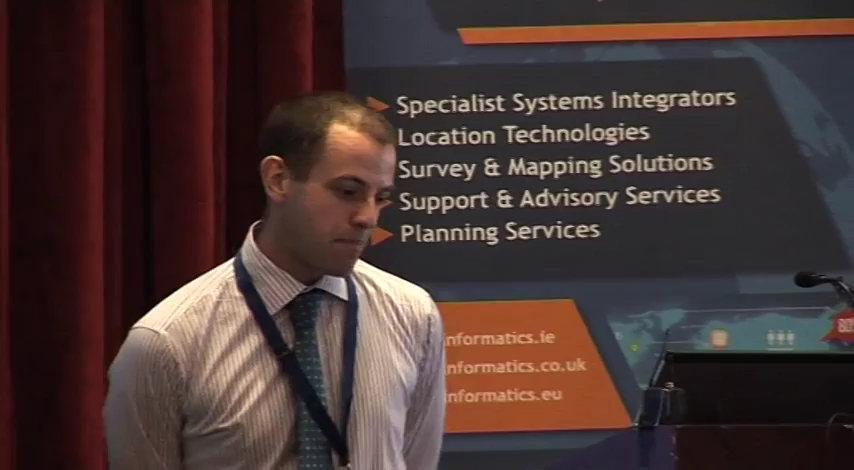 Specialist Systems Integrators
Location Technologies
Survey & Mapping Solutions
Support & Advisory Services
Planning Services
nformatics.ie
informatics.co.uk
informatics.eu